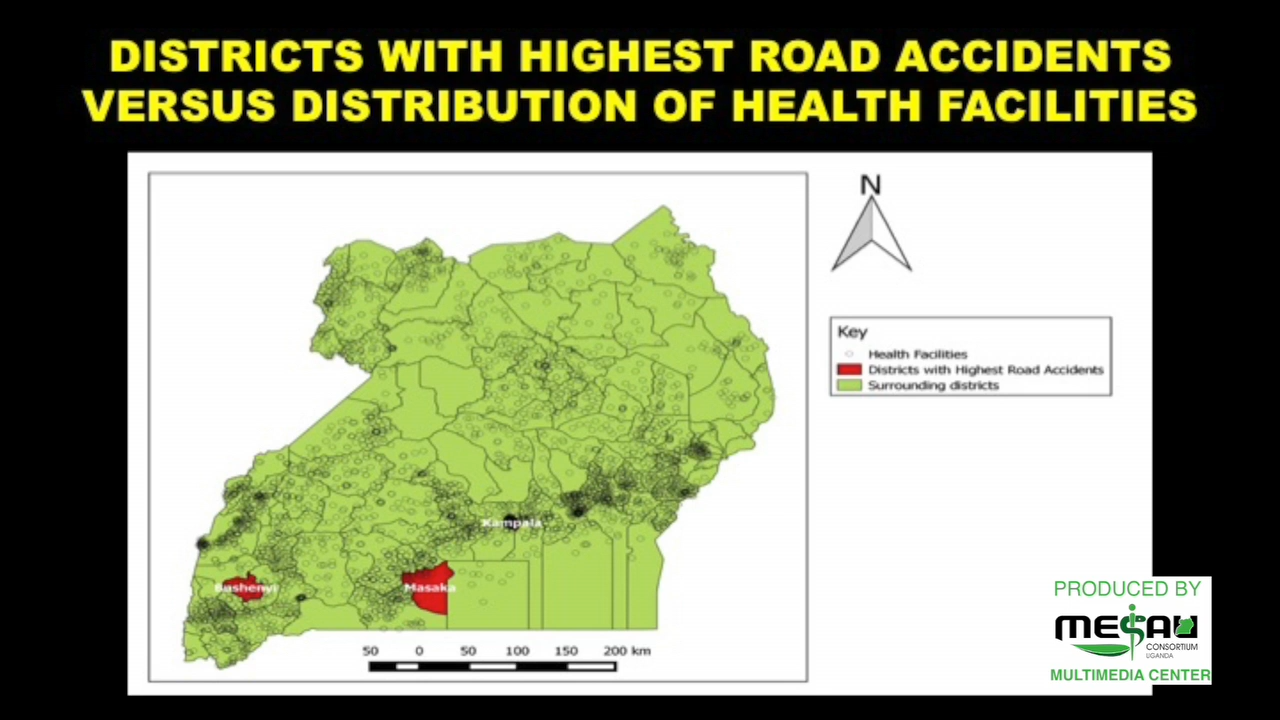 DISTRICTS WITH HIGHEST ROAD ACCIDENTS
VERSUS DISTRIBUTION OF HEALTH FACILITIES
N
Key
Health Facilities
Districts with Highest Road Accidents
Surrounding districts
Kampala
Bushenyi
Masaka
50 0 50 100 150 200 km
PRODUCED BY
MESAU
CONSORTIUM
UGANDA
MULTIMEDIA CENTER